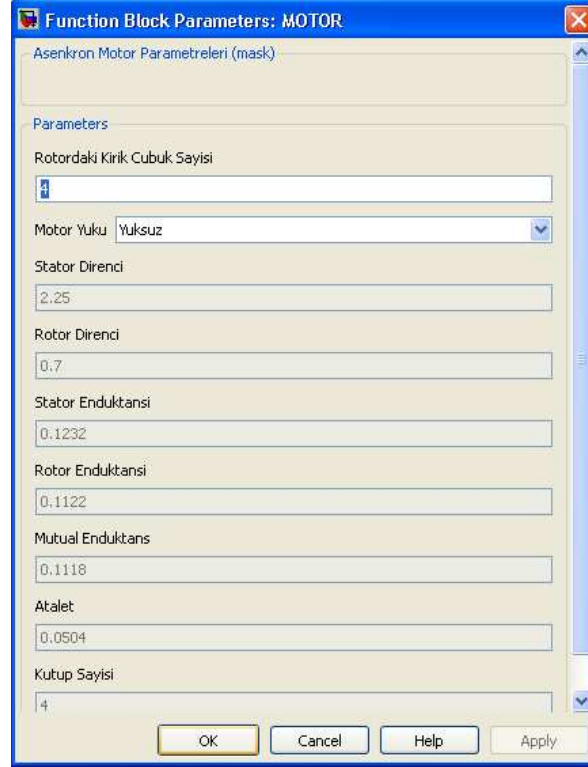 Function Block Parameters: MOTOR
Asenkron Motor Parametreleri (mask)
Parameters
Rotordaki Kirik Cubuk Sayisi
4
Motor Yuku Yuksuz
Stator Direnci
2.25
Rotor Direnci
0.7
Stator Enduktansi
0.1232
Rotor Enduktansi
0.1122
Mutual Enduktans
0.1118
Atalet
0.0504
Kutup Sayisi
4
OK Cancel Help Apply